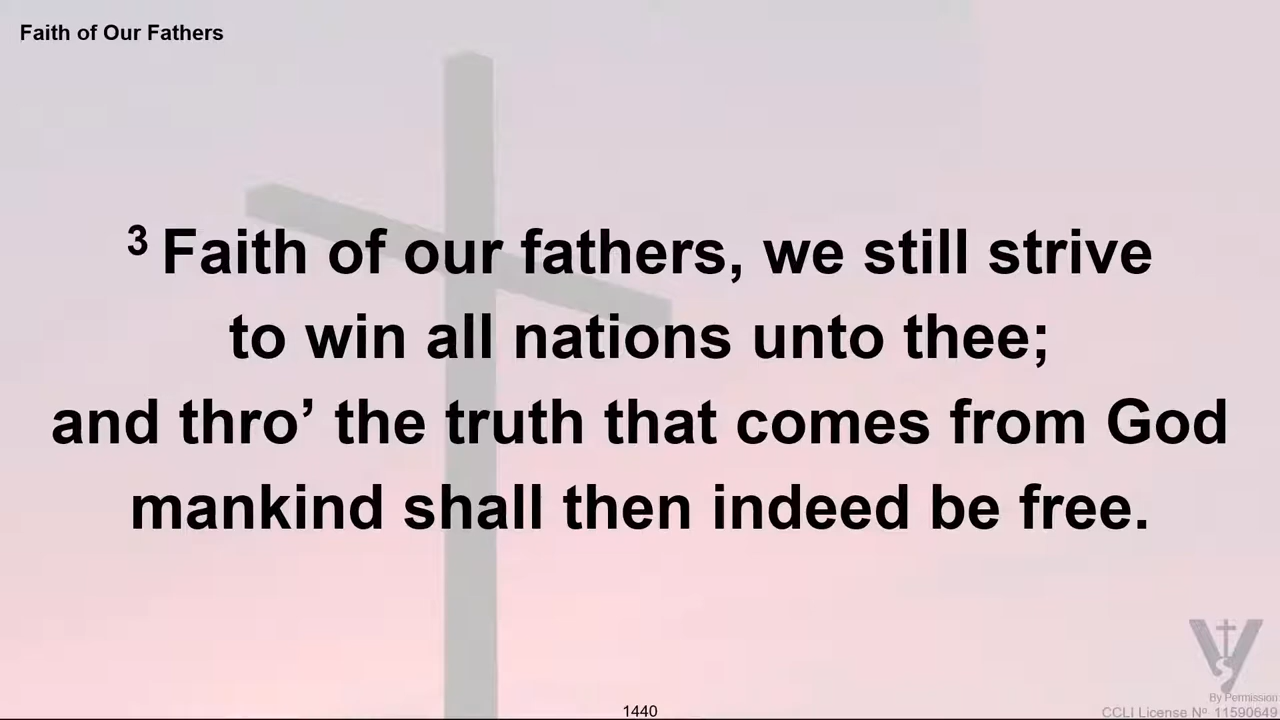 Faith of Our Fathers
3 Faith of our fathers, we still strive
to win all nations unto thee;
and thro’ the truth that comes from God
mankind shall then indeed be free.
By Permission
1440
CCLI License Nº 11590649